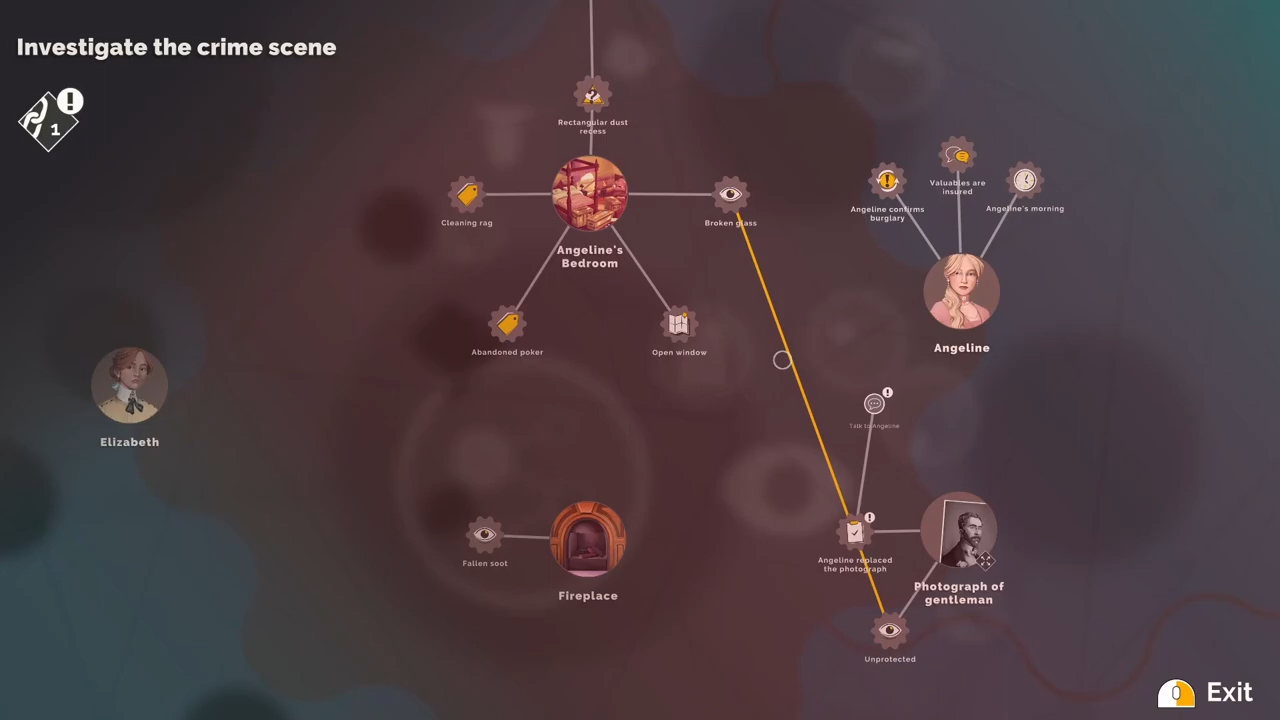 Investigate the crime scene
1
Rectangular dust
recess
Cleaning rag
Broken glass
Angeline's
Bedroom
Abandoned poker
Open window
Valuables are
insured
Angeline confirms
burglary
Angeline's morning
Angeline
Elizabeth
Talk to Angeline
Fallen soot
Fireplace
Angeline replaced
the photograph
Photograph of
gentleman
Unprotected
Exit